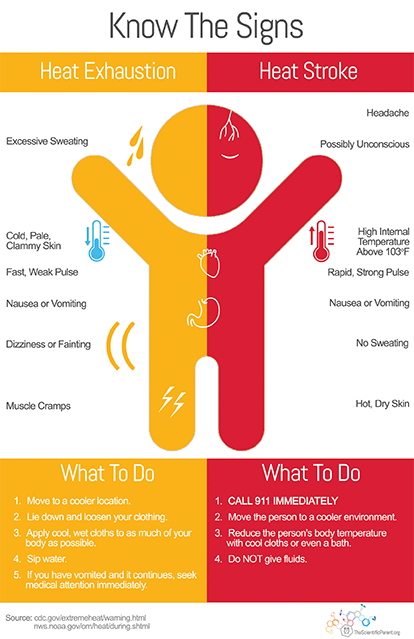 Know The Signs
Heat Exhaustion
Heat Stroke
Excessive Sweating
Cold, Pale,
Clammy Skin
Fast, Weak Pulse
Nausea or Vomiting
Dizziness or Fainting
Muscle Cramps
Headache
Possibly Unconscious
High Internal
Temperature
Above 103°F
Rapid, Strong Pulse
Nausea or Vomiting
No Sweating
Hot, Dry Skin
What To Do
1. Move to a cooler location.
2. Lie down and loosen your clothing.
3. Apply cool, wet cloths to as much of your
body as possible.
4. Sip water.
5. If you have vomited and it continues, seek
medical attention immediately.
What To Do
1. CALL 911 IMMEDIATELY
2. Move the person to a cooler environment.
3. Reduce the person's body temperature
with cool cloths or even a bath.
4. Do NOT give fluids.
Source: cdc.gov/extremeheat/warning.html
nws.noaa.gov/om/heat/during.shtml
TheScientificParent.org